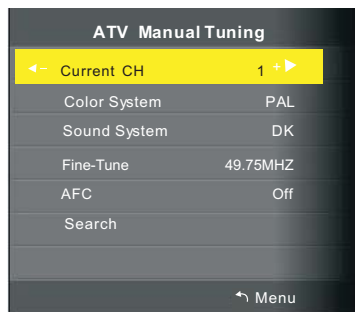 ATV Manual Tuning
Current CH 1 +
Color System PAL
Sound System DK
Fine-Tune 49.75MHZ
AFC Off
Search
Menu